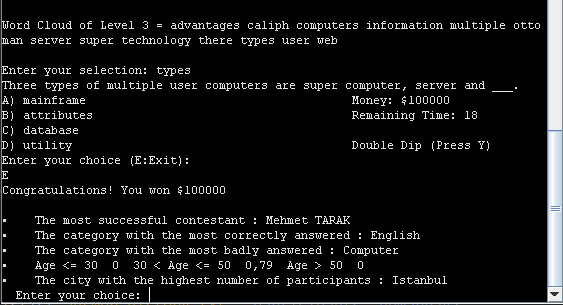 Word Cloud of Level 3 = advantages caliph computers information multiple otto
man server super technology there types user web
Enter your selection: types
Three types of multiple user computers are super computer, server and ___.
A) mainframe Money: $100000
B) attributes Remaining Time: 18
C) database
D) utility Double Dip (Press Y)
Enter your choice (E:Exit):
E
Congratulations! You won $100000
▪ The most successful contestant : Mehmet TARAK
▪ The category with the most correctly answered : English
▪ The category with the most badly answered : Computer
▪ Age <= 30 0 30 < Age <= 50 0,79 Age > 50 0
▪ The city with the highest number of participants : Istanbul
Enter your choice: